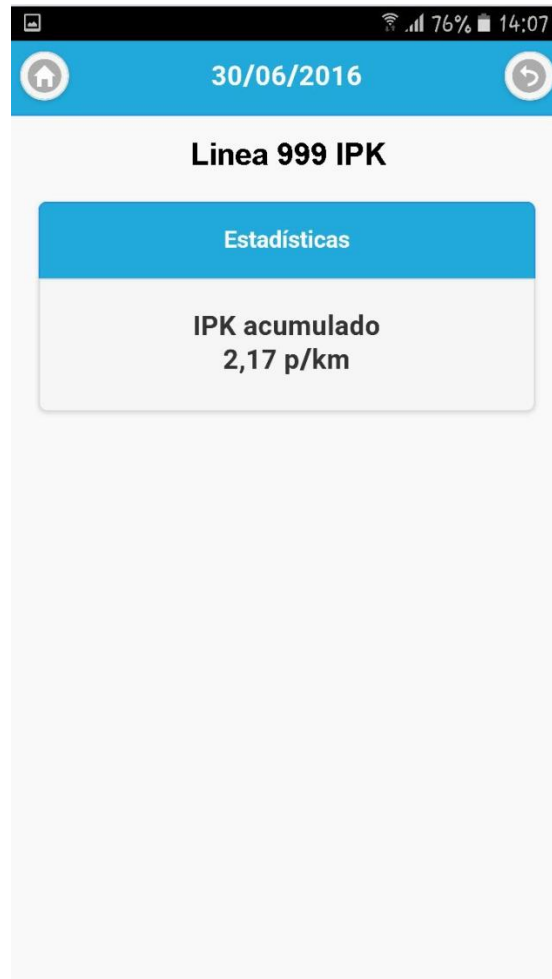 76% 14:07
30/06/2016
Linea 999 IPK
Estadísticas
IPK acumulado
2,17 p/km